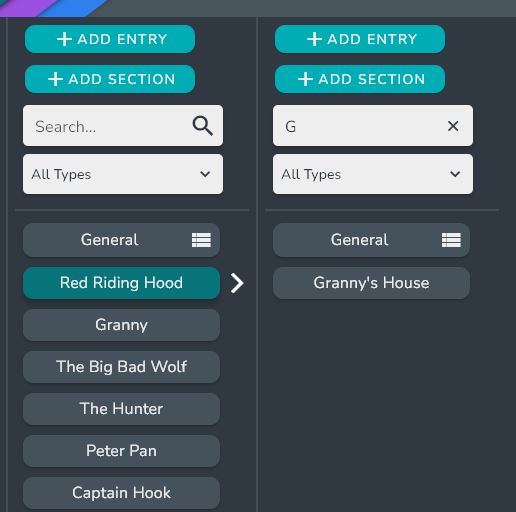 + ADD ENTRY
+ ADD SECTION
Search...
All Types
General
Red Riding Hood
Granny
The Big Bad Wolf
The Hunter
Peter Pan
Captain Hook
+ ADD ENTRY
+ ADD SECTION
G
All Types
General
Granny's House